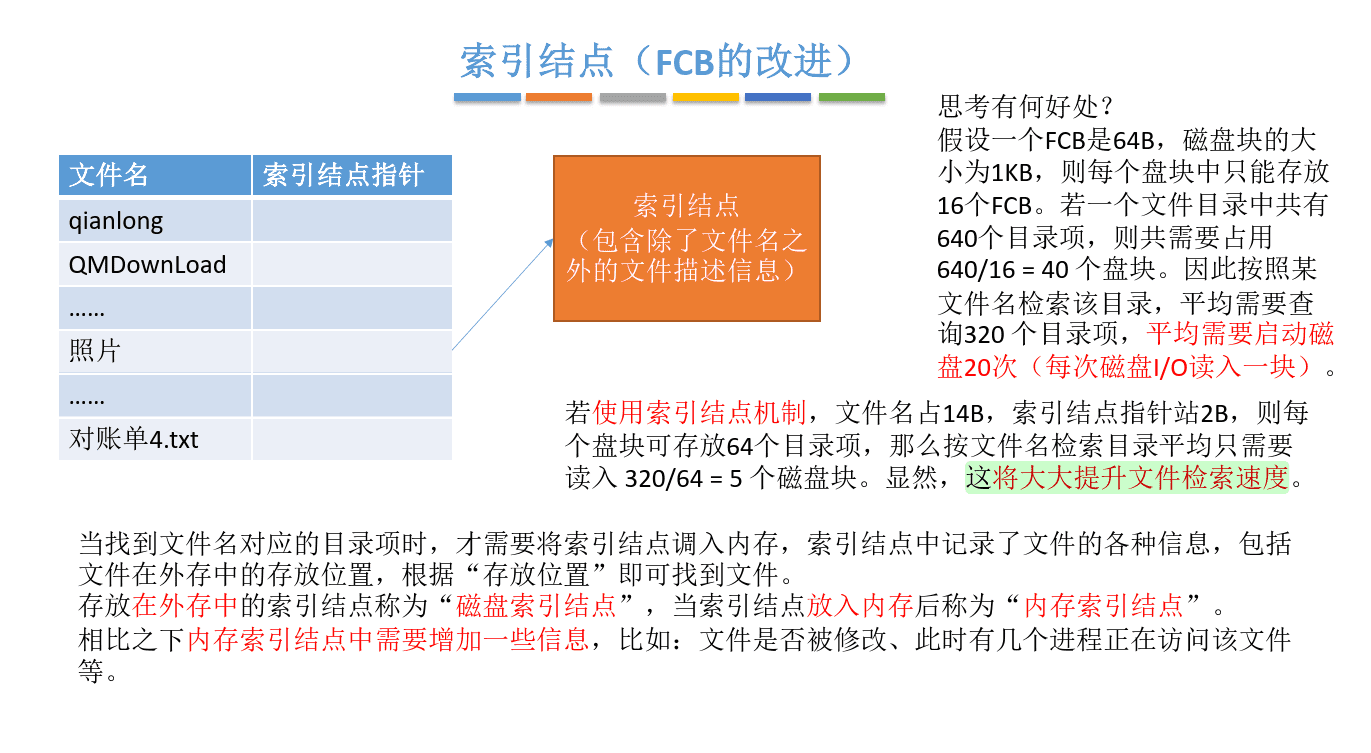 索引结点（FCB的改进）
文件名 索引结点指针
qianlong
QMDownLoad
……
照片
……
对账单4.txt
索引结点
（包含除了文件名之
外的文件描述信息）
思考有何好处？
假设一个FCB是64B，磁盘块的大
小为1KB，则每个盘块中只能存放
16个FCB。若一个文件目录中共有
640个目录项，则共需要占用
640/16 = 40 个盘块。因此按照某
文件名检索该目录，平均需要查
询320 个目录项，平均需要启动磁
盘20次（每次磁盘I/O读入一块）。
若使用索引结点机制，文件名占14B，索引结点指针站2B，则每
个盘块可存放64个目录项，那么按文件名检索目录平均只需要
读入 320/64 = 5 个磁盘块。显然，这将大大提升文件检索速度。
当找到文件名对应的目录项时，才需要将索引结点调入内存，索引结点中记录了文件的各种信息，包括
文件在外存中的存放位置，根据“存放位置”即可找到文件。
存放在外存中的索引结点称为“磁盘索引结点”，当索引结点放入内存后称为“内存索引结点”。
相比之下内存索引结点中需要增加一些信息，比如：文件是否被修改、此时有几个进程正在访问该文件
等。